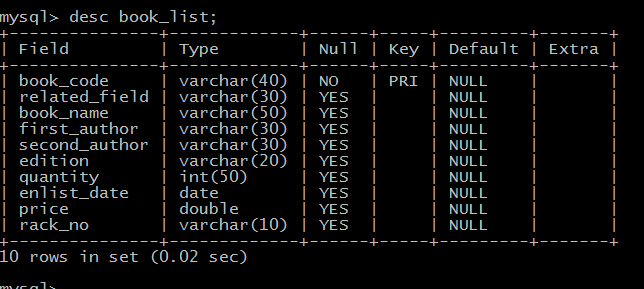 mysql> desc book_list;
+---------------+-------------+------+-----+---------+-------+
| Field         | Type        | Null | Key | Default | Extra |
+---------------+-------------+------+-----+---------+-------+
| book_code     | varchar(40) | NO   | PRI | NULL    |       |
| related_field | varchar(30) | YES  |     | NULL    |       |
| book_name     | varchar(50) | YES  |     | NULL    |       |
| first_author  | varchar(30) | YES  |     | NULL    |       |
| second_author | varchar(30) | YES  |     | NULL    |       |
| edition       | varchar(20) | YES  |     | NULL    |       |
| quantity      | int(50)     | YES  |     | NULL    |       |
| enlist_date   | date        | YES  |     | NULL    |       |
| price         | double      | YES  |     | NULL    |       |
| rack_no       | varchar(10) | YES  |     | NULL    |       |
+---------------+-------------+------+-----+---------+-------+
10 rows in set (0.02 sec)
mysql>